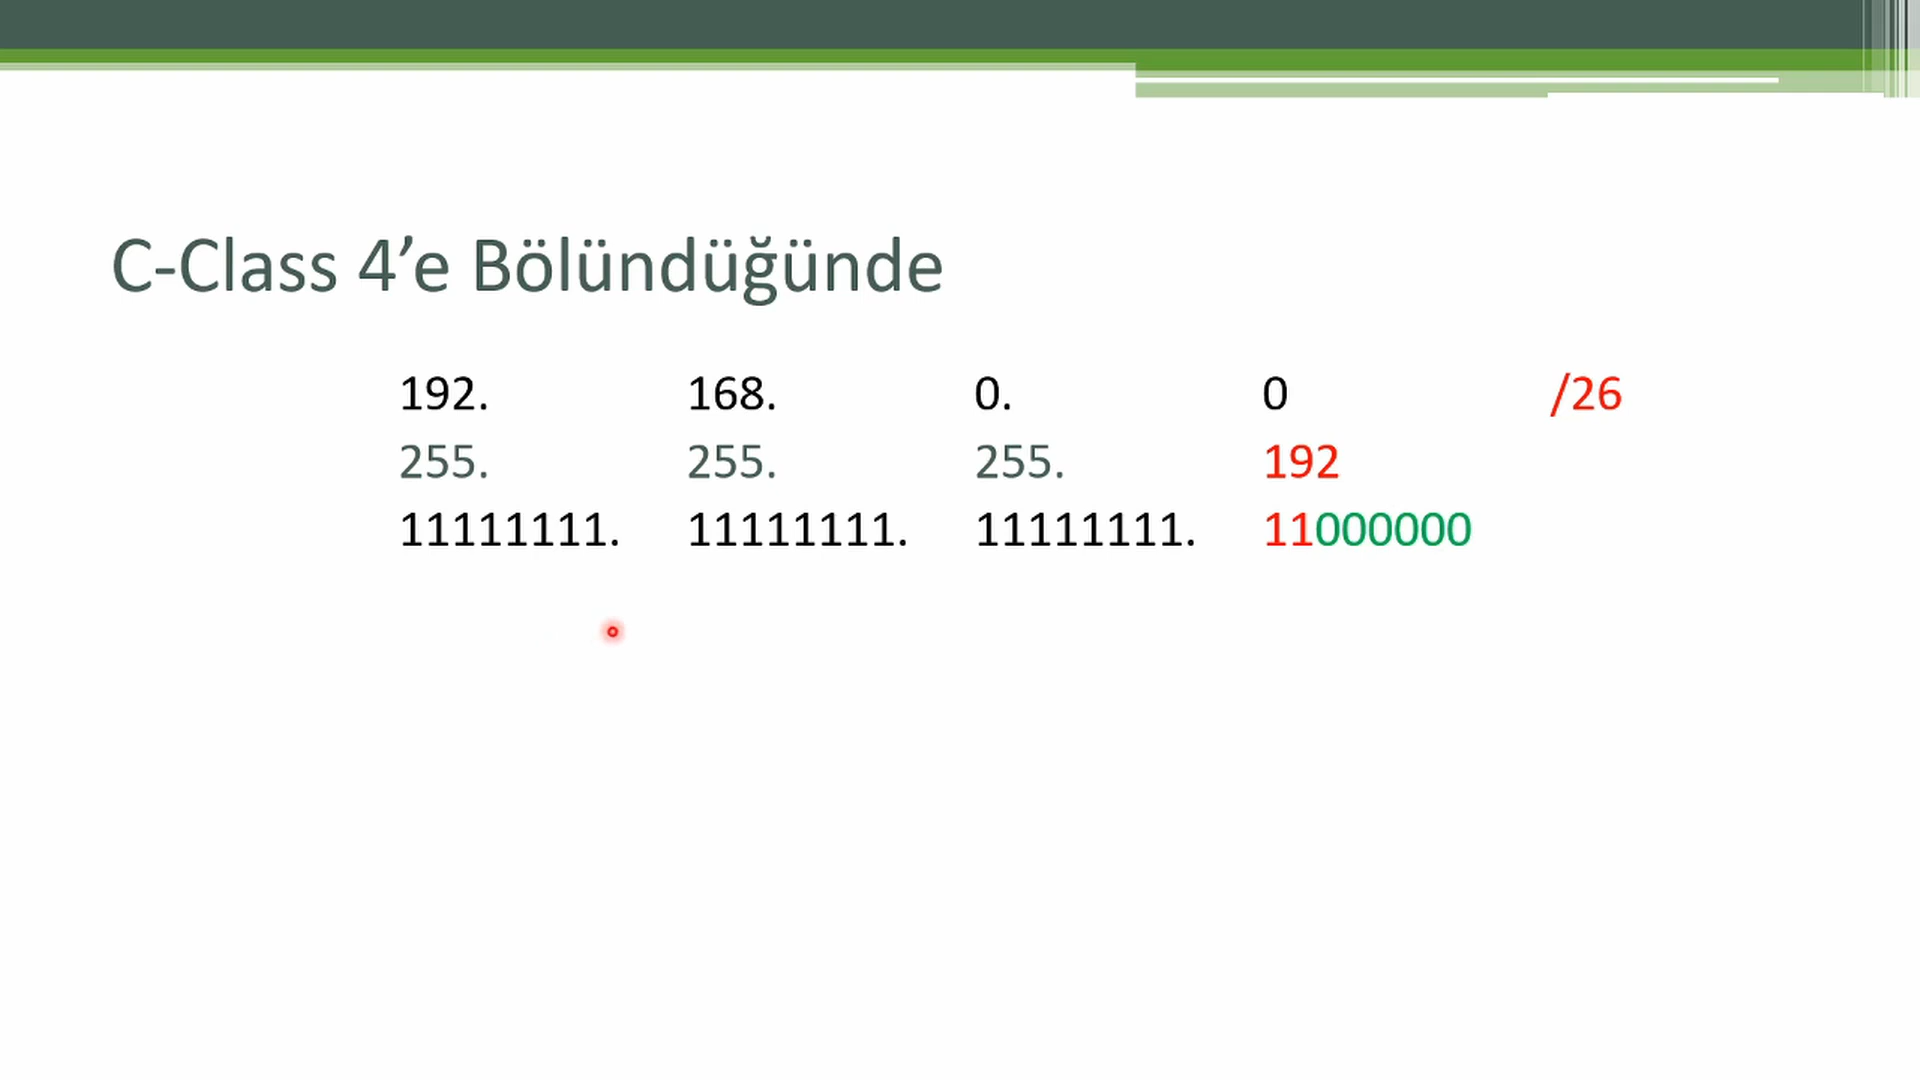 C-Class 4’e Bölündüğünde
192. 168. 0. 0 /26
255. 255. 255. 192
11111111. 11111111. 11111111. 11000000